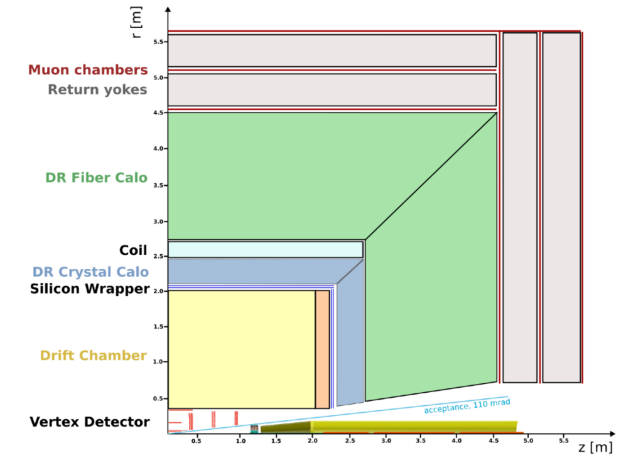 r [m]
5.5
5.0
4.5
4.0
3.5
3.0
2.5
2.0
1.5
1.0
0.5
Muon chambers
Return yokes
DR Fiber Calo
Coil
DR Crystal Calo
Silicon Wrapper
Drift Chamber
Vertex Detector
acceptance, 110 mrad
0.5 1.0 1.5 2.0 2.5 3.0 3.5 4.0 4.5 5.0 5.5
z [m]